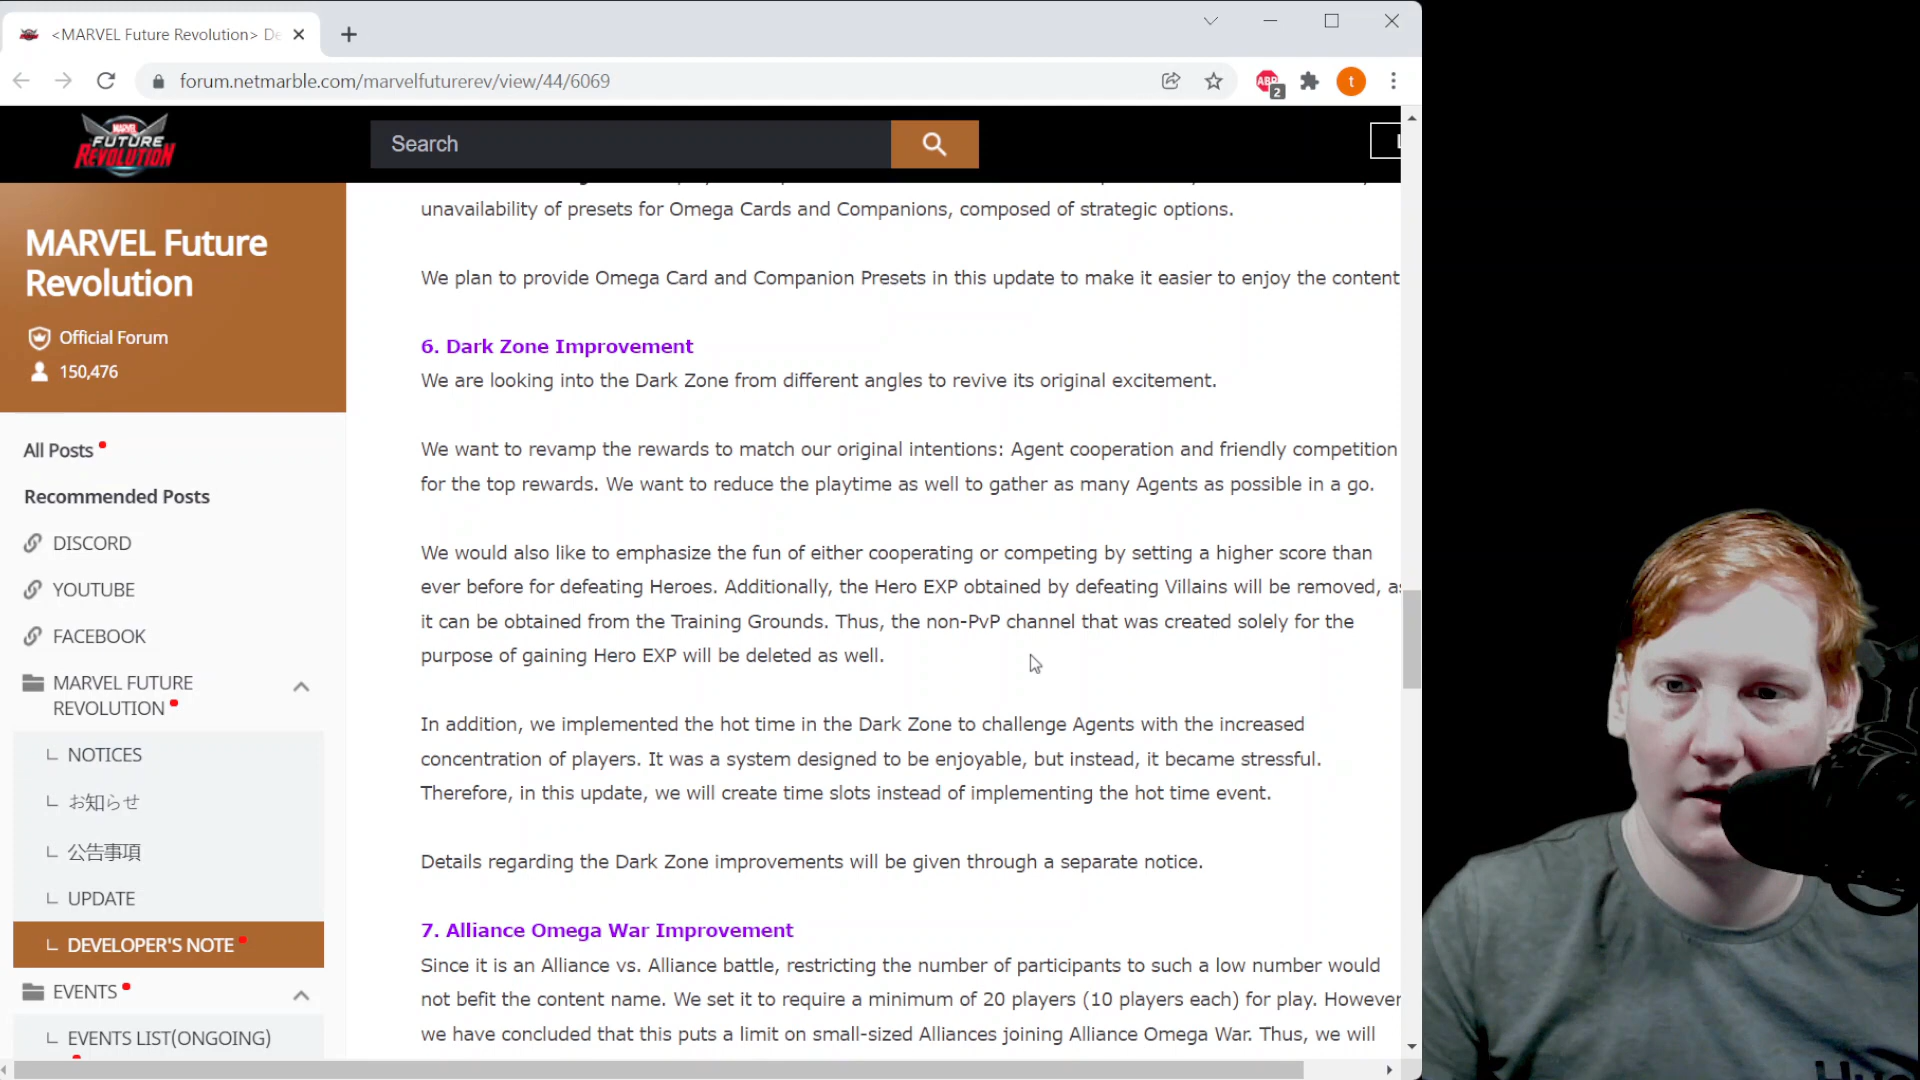 <MARVEL Future Revolution> De
forum.netmarble.com/marvelfuturerev/view/44/6069
ABP
2
t
MARVEL
FUTURE
REVOLUTION
Search
MARVEL Future
Revolution
Official Forum
150,476
All Posts
Recommended Posts
DISCORD
YOUTUBE
FACEBOOK
MARVEL FUTURE
REVOLUTION
NOTICES
お知らせ
公告事項
UPDATE
DEVELOPER'S NOTE
EVENTS
EVENTS LIST(ONGOING)
unavailability of presets for Omega Cards and Companions, composed of strategic options.
We plan to provide Omega Card and Companion Presets in this update to make it easier to enjoy the content
6. Dark Zone Improvement
We are looking into the Dark Zone from different angles to revive its original excitement.
We want to revamp the rewards to match our original intentions: Agent cooperation and friendly competition
for the top rewards. We want to reduce the playtime as well to gather as many Agents as possible in a go.
We would also like to emphasize the fun of either cooperating or competing by setting a higher score than
ever before for defeating Heroes. Additionally, the Hero EXP obtained by defeating Villains will be removed, as
it can be obtained from the Training Grounds. Thus, the non-PvP channel that was created solely for the
purpose of gaining Hero EXP will be deleted as well.
In addition, we implemented the hot time in the Dark Zone to challenge Agents with the increased
concentration of players. It was a system designed to be enjoyable, but instead, it became stressful.
Therefore, in this update, we will create time slots instead of implementing the hot time event.
Details regarding the Dark Zone improvements will be given through a separate notice.
7. Alliance Omega War Improvement
Since it is an Alliance vs. Alliance battle, restricting the number of participants to such a low number would
not befit the content name. We set it to require a minimum of 20 players (10 players each) for play. However
we have concluded that this puts a limit on small-sized Alliances joining Alliance Omega War. Thus, we will